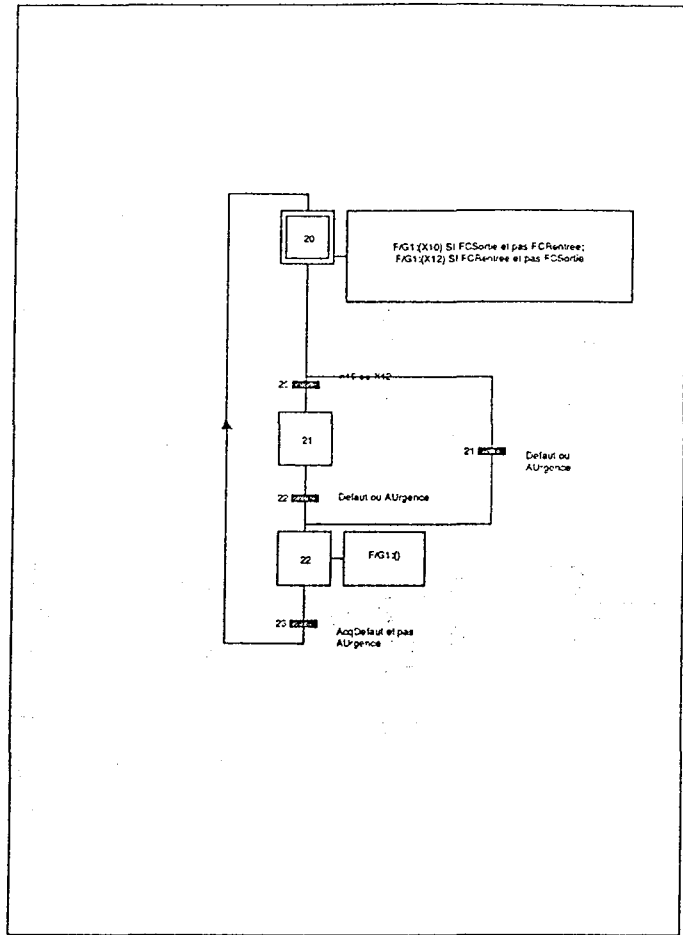 20
F/G1:(X10) SI FCSortie et pas FCRentree;
F/G1:(X12) SI FCRentree et pas FCSortie
ou X12
21
21
Defaut ou
AUrgence
22
Defaut ou AUrgence
22
F/G1:()
23
AcqDefaut et pas
AUrgence